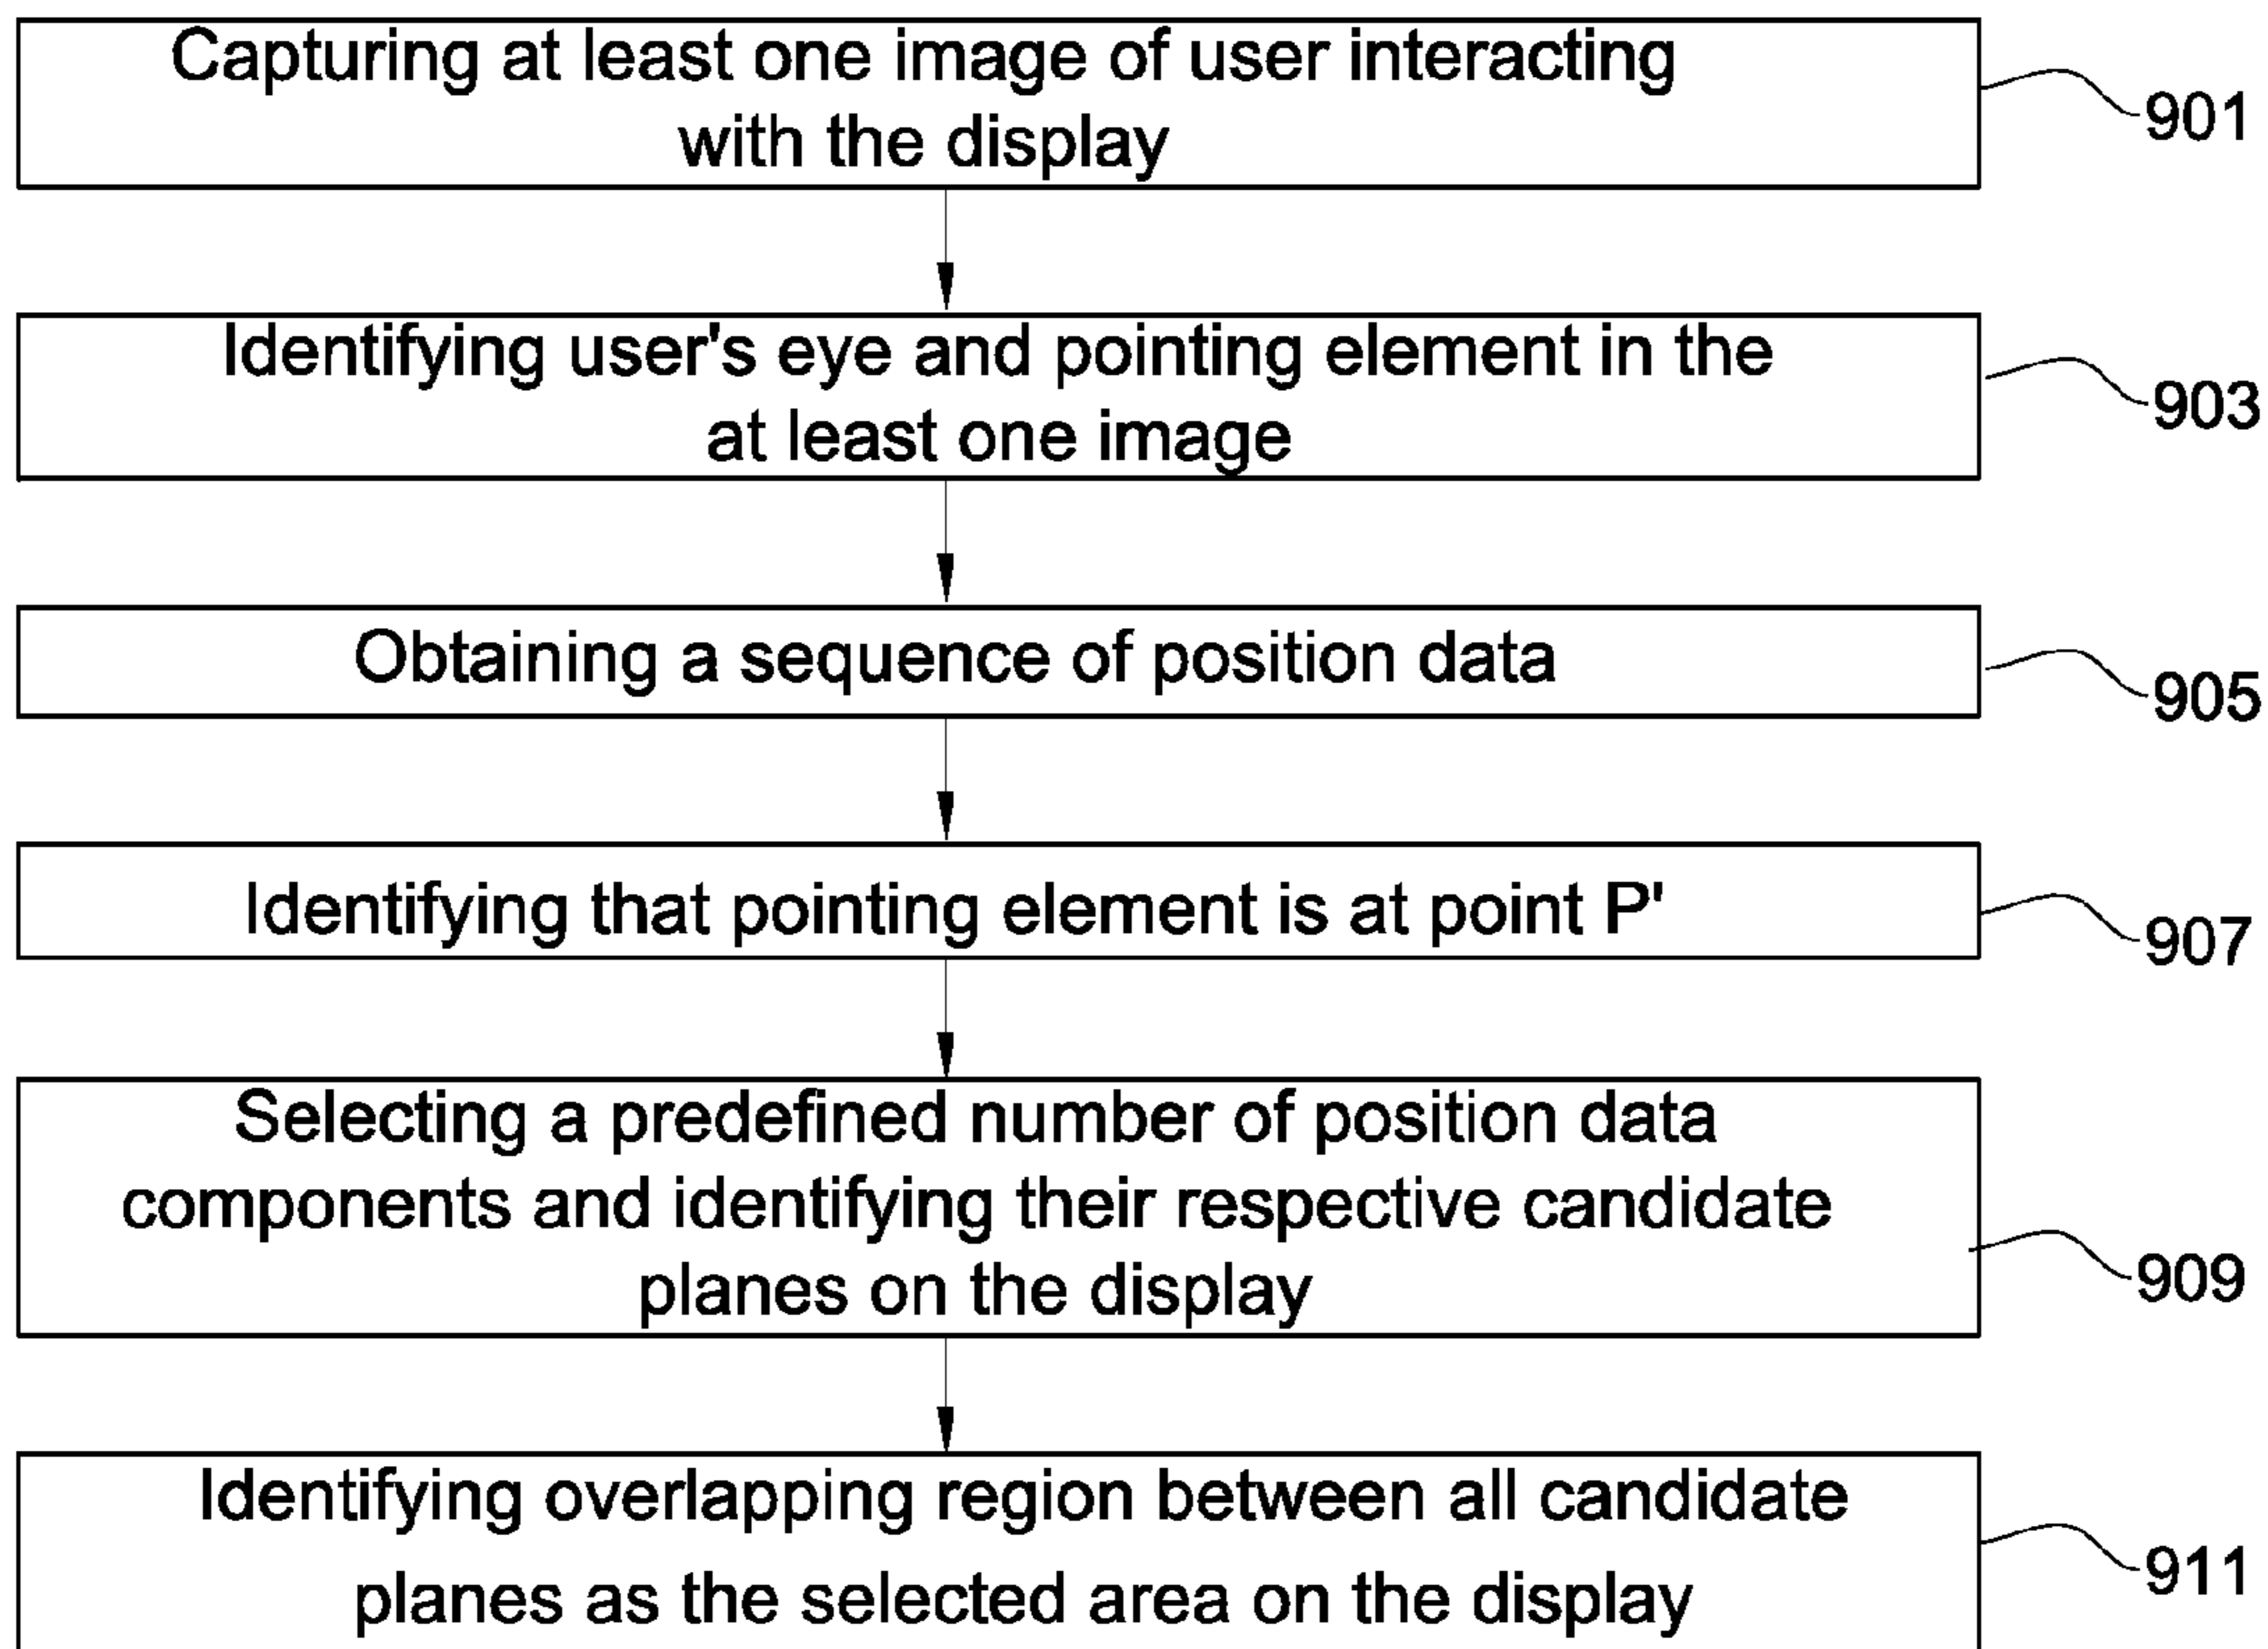 Capturing at least one image of user interacting
with the display
901
Identifying user's eye and pointing element in the
at least one image
903
Obtaining a sequence of position data
905
Identifying that pointing element is at point P'
907
Selecting a predefined number of position data
components and identifying their respective candidate
planes on the display
909
Identifying overlapping region between all candidate
planes as the selected area on the display
911